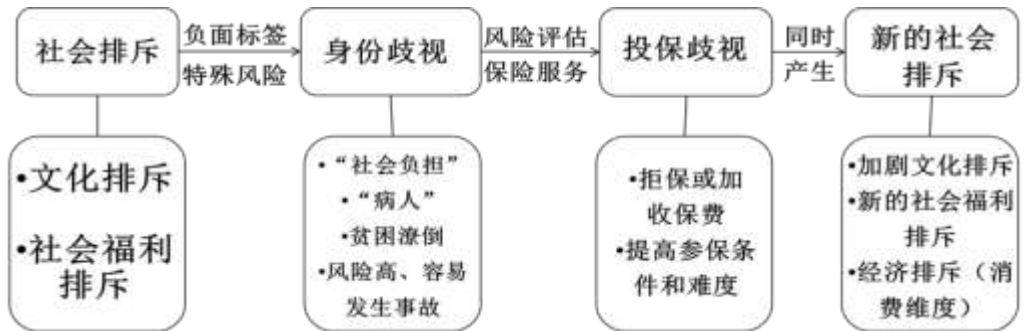 社会排斥
负面标签
特殊风险
身份歧视
风险评估
保险服务
投保歧视
同时
产生
新的社会
排斥
•文化排斥
•社会福利
排斥
•“社会负担”
•“病人”
•贫困潦倒
•风险高、容易
发生事故
•拒保或加
收保费
•提高参保条
件和难度
•加剧文化排斥
•新的社会福利
排斥
•经济排斥（消
费维度）